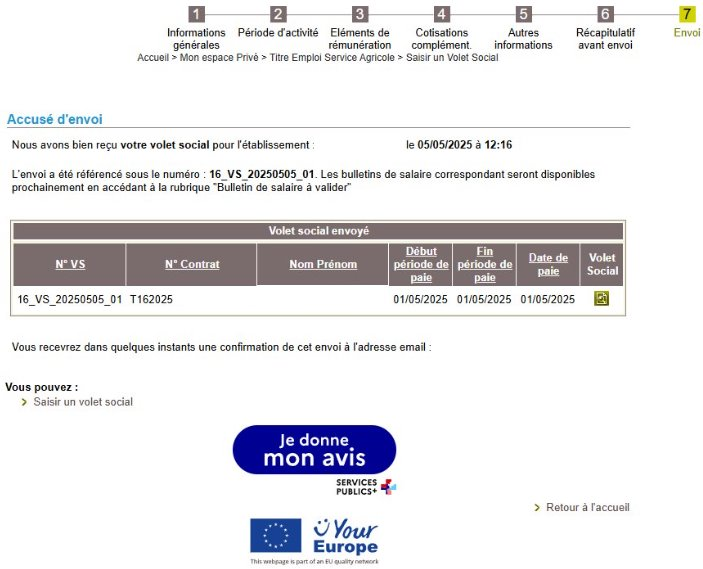 1 2 3 4 5 6 7
Informations générales Période d'activité Eléments de rémunération Cotisations complément. Autres informations Récapitulatif avant envoi Envoi
Accueil > Mon espace Privé > Titre Emploi Service Agricole > Saisir un Volet Social
Accusé d'envoi
Nous avons bien reçu votre volet social pour l'établissement : le 05/05/2025 à 12:16
L'envoi a été référencé sous le numéro : 16_VS_20250505_01. Les bulletins de salaire correspondant seront disponibles
prochainement en accédant à la rubrique "Bulletin de salaire à valider"
Volet social envoyé
N° VS N° Contrat Nom Prénom Début période de paie Fin période de paie Date de paie Volet Social
16_VS_20250505_01 T162025 01/05/2025 01/05/2025 01/05/2025
Vous recevrez dans quelques instants une confirmation de cet envoi à l'adresse email :
Vous pouvez :
> Saisir un volet social
Je donne
mon avis
SERVICES
PUBLICS+
> Retour à l'accueil
Your
Europe
This webpage is part of an EU quality network